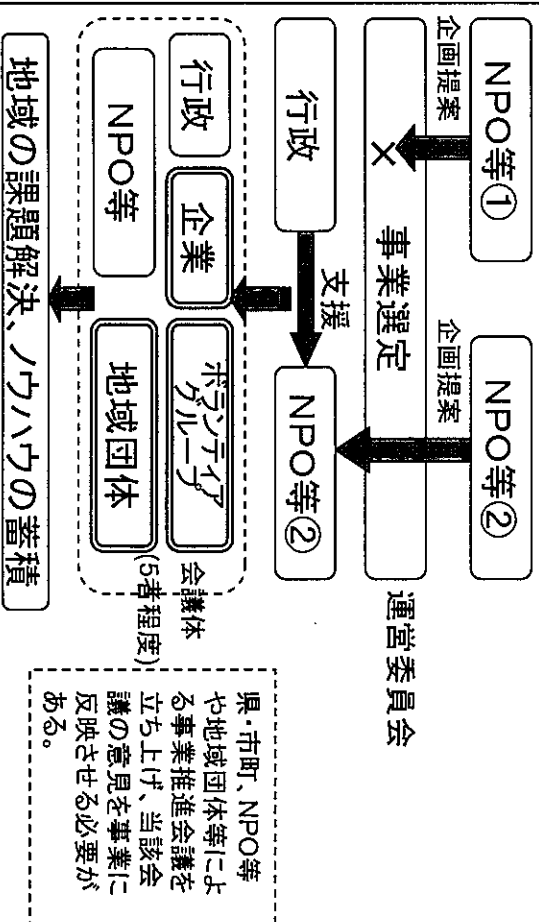 NPO等①
NPO等②
企画提案
企画提案
×
事業選定
運営委員会
行政
支援
NPO等②
行政
企業
ボランティア
グループ
NPO等
地域団体
会議体
(5者程度)
地域の課題解決、ノウハウの蓄積
県・市町、NPO等
や地域団体等によ
る事業推進会議を
立ち上げ、当該会
議の意見を事業に
反映させる必要が
ある。